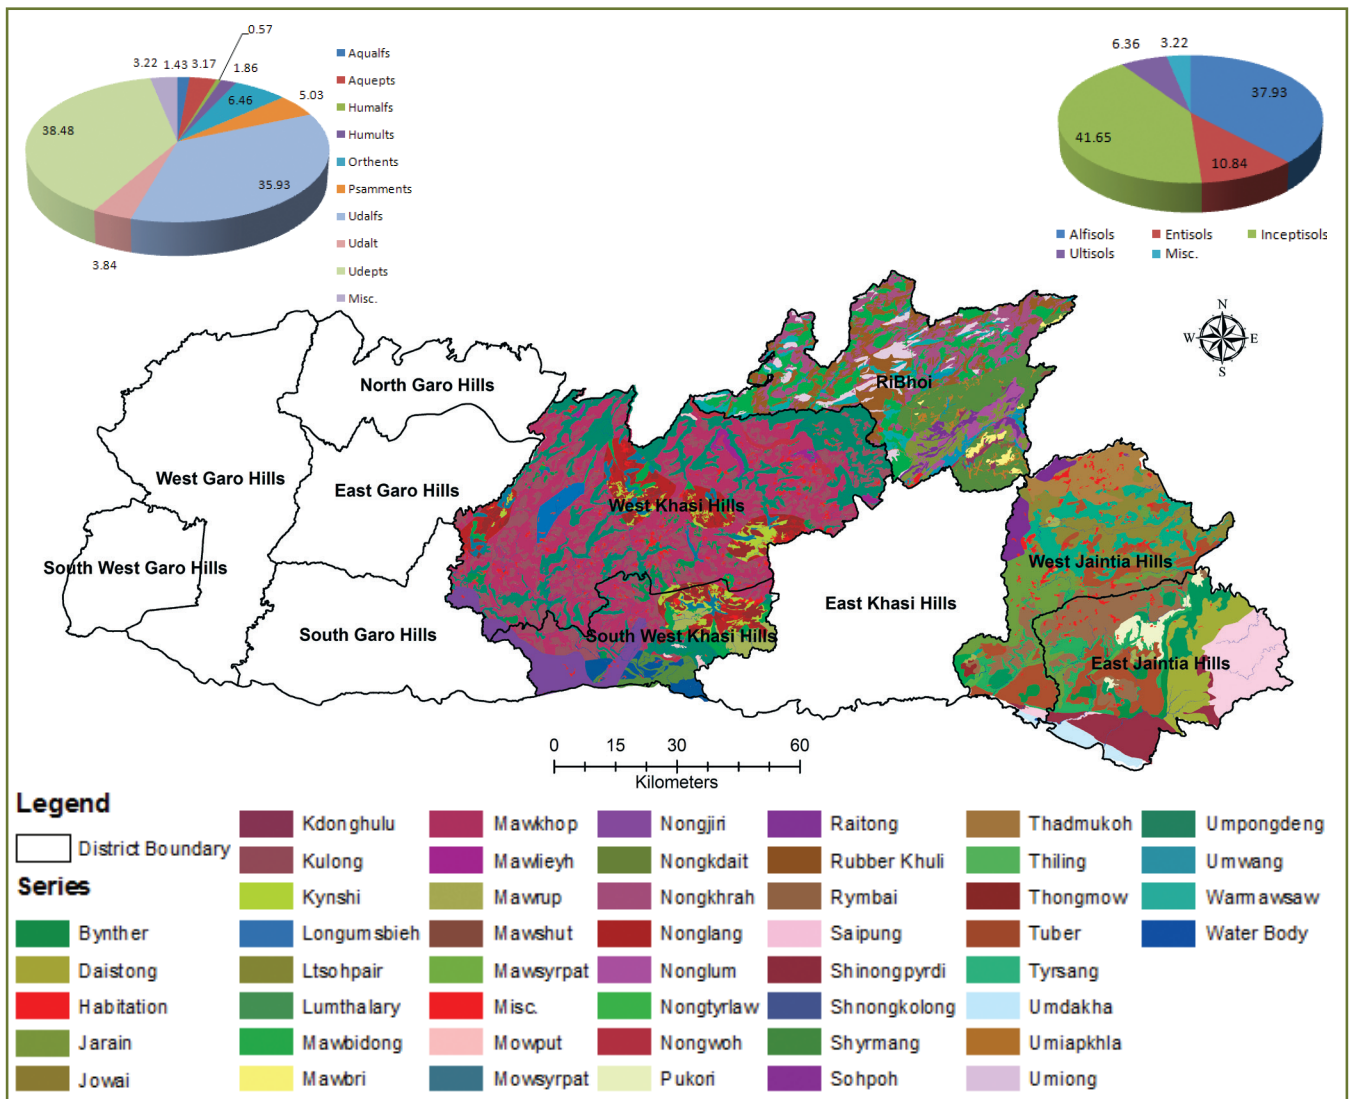 0.57
3.22 1.43 3.17 1.86
6.46
5.03
38.48
35.93
3.84
Aqualfs
Aquepts
Humalfs
Humults
Orthents
Psamments
Udalfs
Udalt
Udepts
Misc.
6.36 3.22
37.93
41.65
10.84
Alfisols Entisols Inceptisols
Ultisols Misc.
N
W E
S
North Garo Hills
RiBhoi
West Garo Hills
East Garo Hills
West Khasi Hills
South West Garo Hills
West Jaintia Hills
East Khasi Hills
South Garo Hills
South West Khasi Hills
East Jaintia Hills
0 15 30 60
Kilometers
Legend
District Boundary
Series
Bynther
Daistong
Habitation
Jarain
Jowai
Kdonghulu
Kulong
Kynshi
Longumsbieh
Ltsohpair
Lumthalary
Mawbidong
Mawbri
Mawkhop
Mawlieyh
Mawrup
Mawshut
Mawsyrpat
Misc.
Mowput
Mowsyrpat
Nongjiri
Nongkdait
Nongkhrah
Nonglang
Nonglum
Nongtyrlaw
Nongwoh
Pukori
Raitong
Rubber Khuli
Rymbai
Saipung
Shinongpyrdi
Shnongkolong
Shyrmang
Sohpoh
Thadmukoh
Thiling
Thongmow
Tuber
Tyrsang
Umdakha
Umiapkhla
Umiong
Umpongdeng
Umwang
Warmawsaw
Water Body